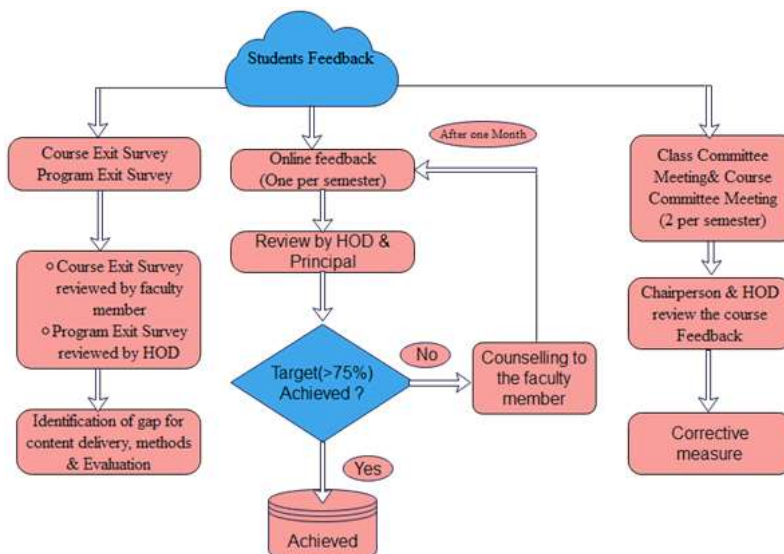 Students Feedback
Course Exit Survey
Program Exit Survey
Course Exit Survey
reviewed by faculty
member
Program Exit Survey
reviewed by HOD
Identification of gap for
content delivery, methods
& Evaluation
Online feedback
(One per semester)
After one Month
Review by HOD &
Principal
Target(>75%)
Achieved ?
No
Counselling to
the faculty
member
Yes
Achieved
Class Committee
Meeting& Course
Committee Meeting
(2 per semester)
Chairperson & HOD
review the course
Feedback
Corrective
measure